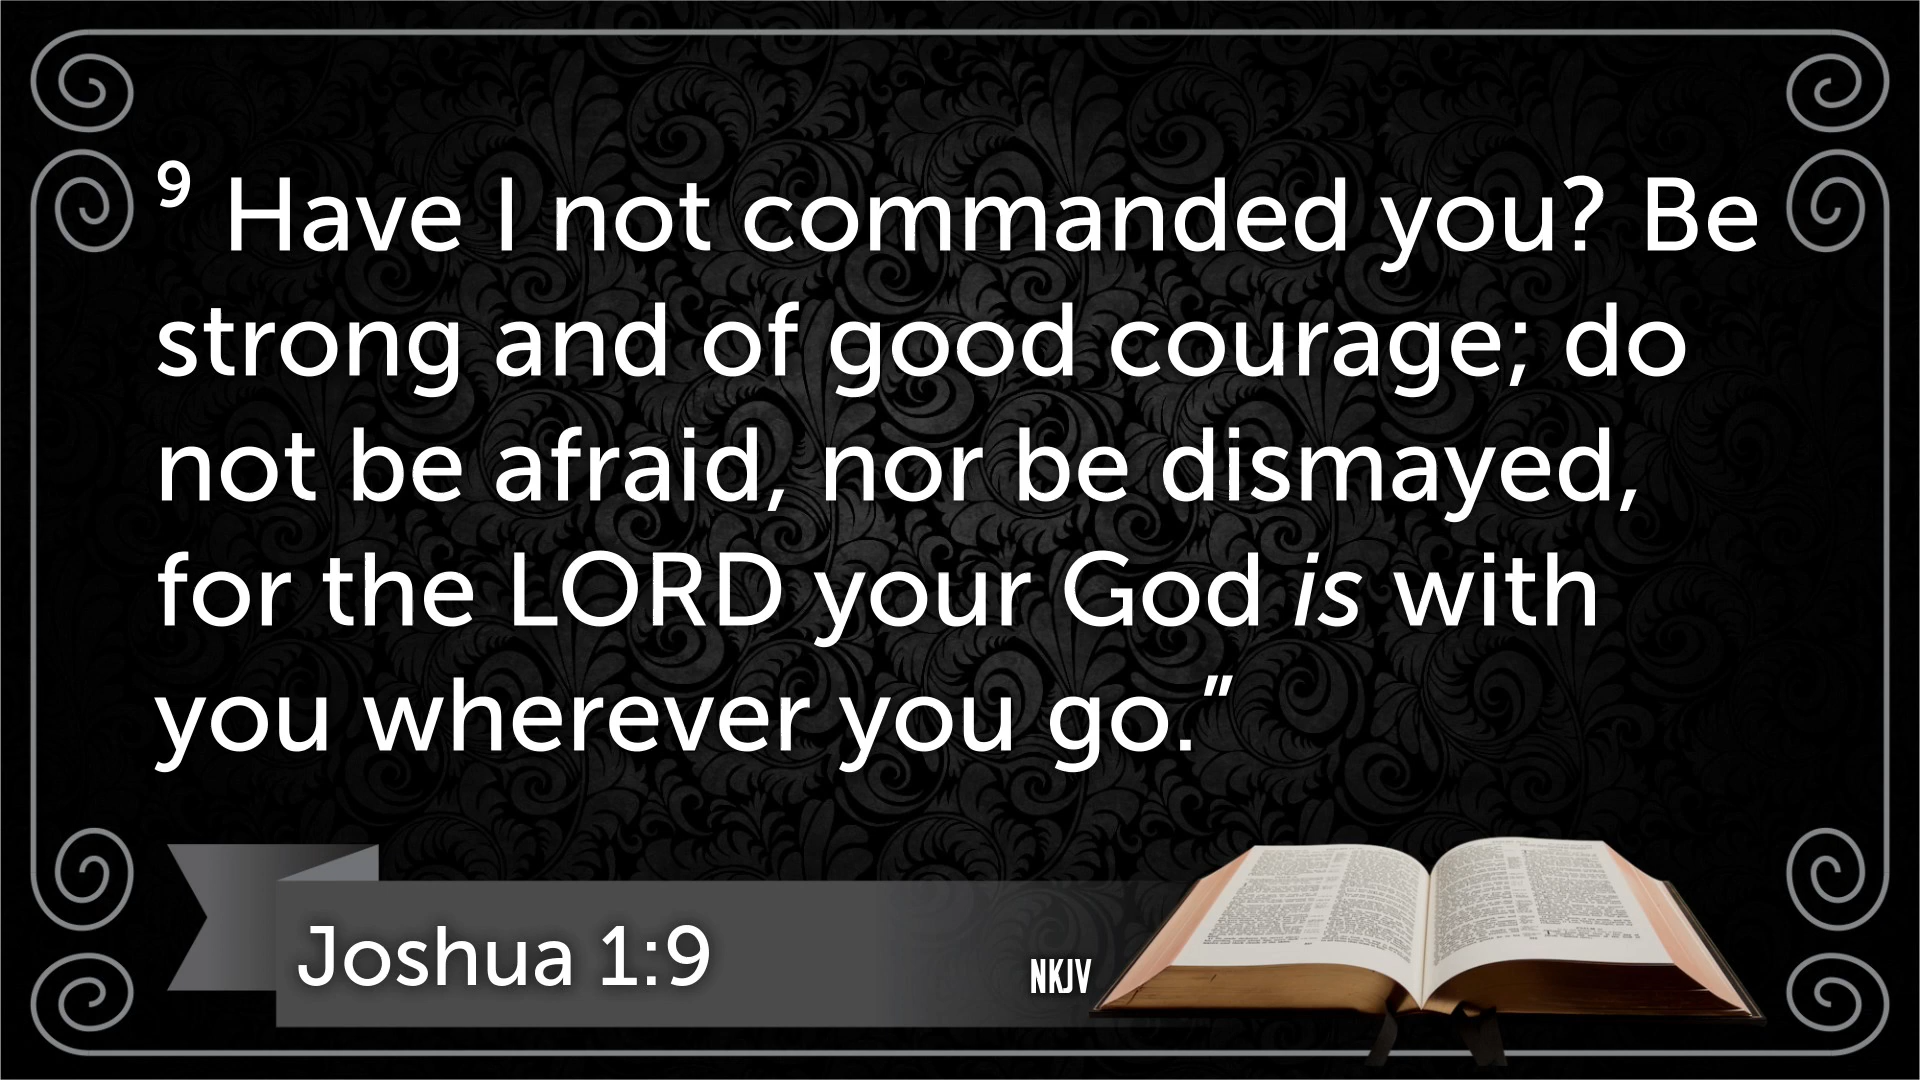 ⁹ Have I not commanded you? Be
strong and of good courage; do
not be afraid, nor be dismayed,
for the LORD your God is with
you wherever you go.”
Joshua 1:9
NKJV